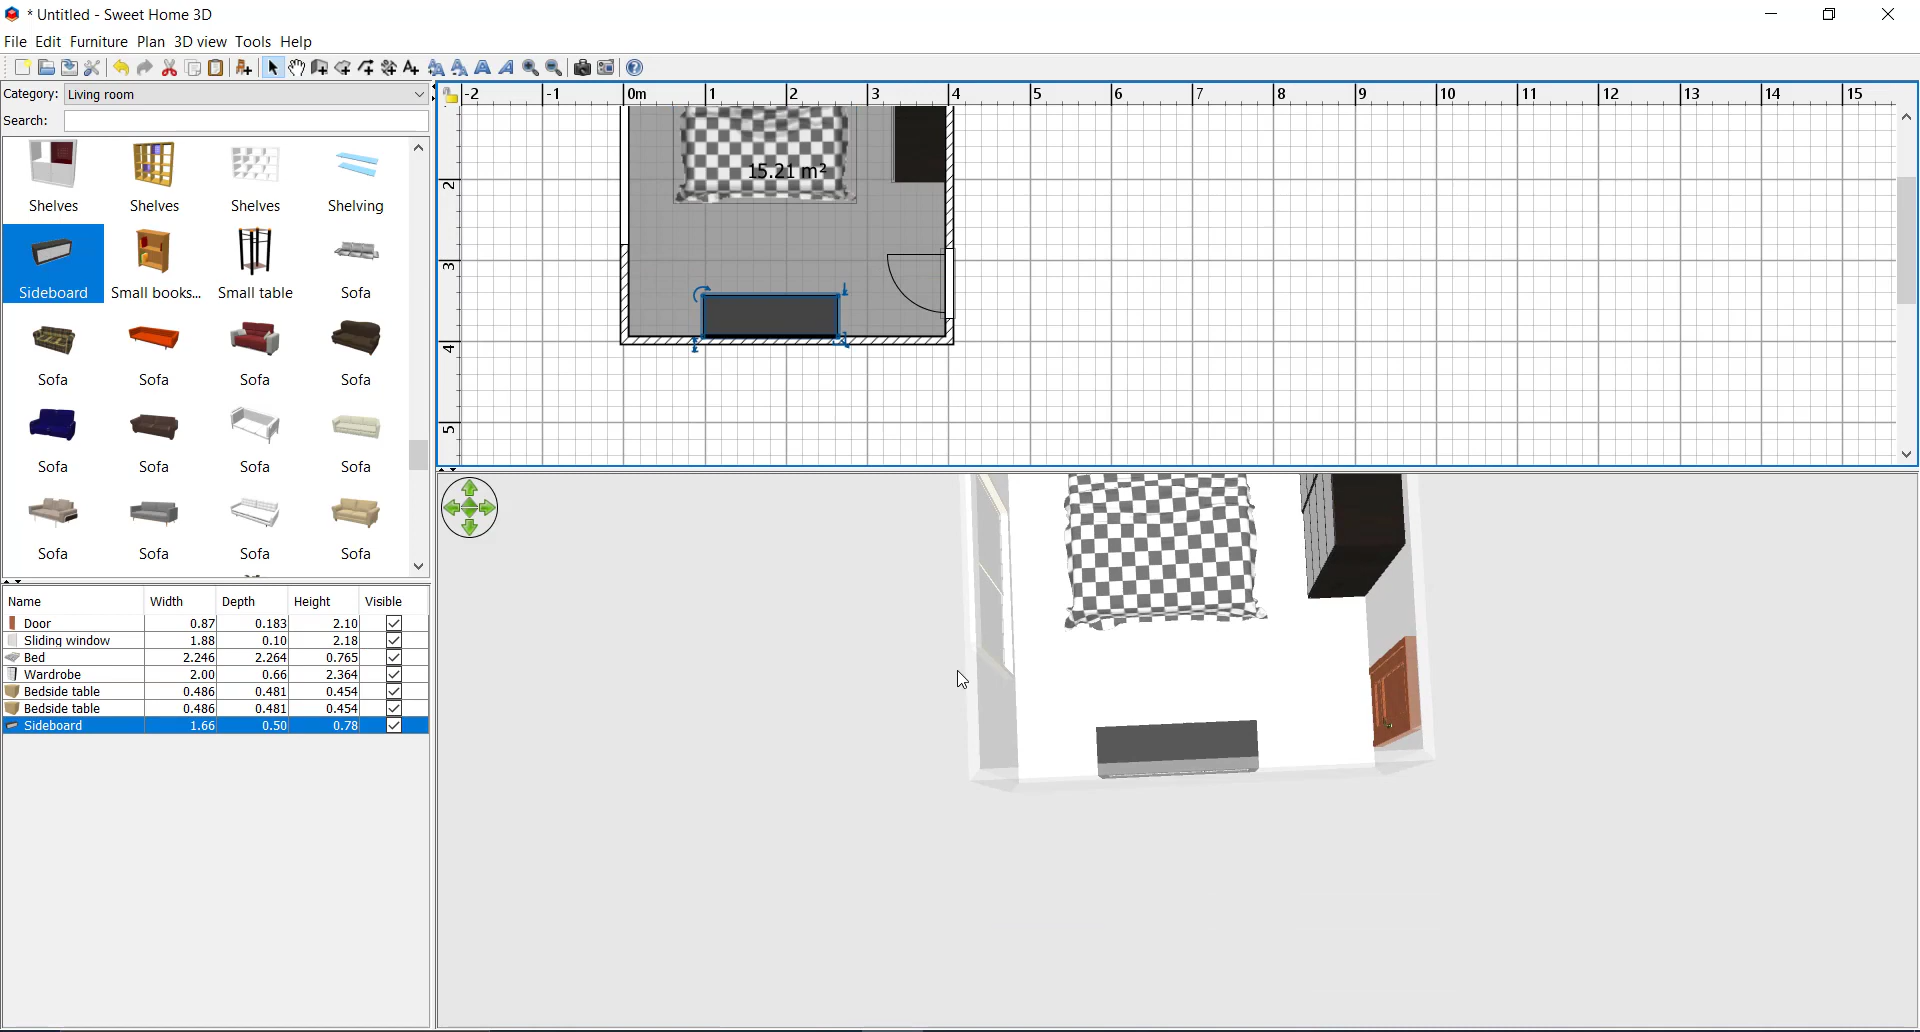 * Untitled - Sweet Home 3D
File Edit Furniture Plan 3D view Tools Help
Category: Living room
Search:
Shelves Shelves Shelves Shelving
Sideboard Small books... Small table Sofa
Sofa Sofa Sofa Sofa
Sofa Sofa Sofa Sofa
Sofa Sofa Sofa Sofa
Name Width Depth Height Visible
Door 0.87 0.183 2.10
Sliding window 1.88 0.10 2.18
Bed 2.246 2.264 0.765
Wardrobe 2.00 0.66 2.364
Bedside table 0.486 0.481 0.454
Bedside table 0.486 0.481 0.454
Sideboard 1.66 0.50 0.78
-2 -1 0m 1 2 3 4 5 6 7 8 9 10 11 12 13 14 15
2
3
4
5
15.21 m²